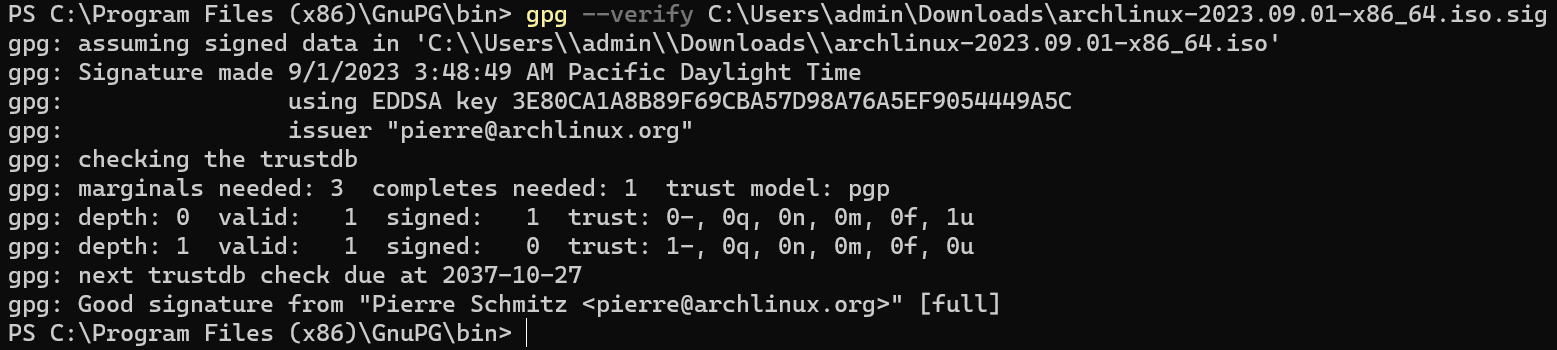 PS C:\Program Files (x86)\GnuPG\bin> gpg --verify C:\Users\admin\Downloads\archlinux-2023.09.01-x86_64.iso.sig
gpg: assuming signed data in 'C:\\Users\\admin\\Downloads\\archlinux-2023.09.01-x86_64.iso'
gpg: Signature made 9/1/2023 3:48:49 AM Pacific Daylight Time
gpg:                using EDDSA key 3E80CA1A8B89F69CBA57D98A76A5EF9054449A5C
gpg:                issuer "pierre@archlinux.org"
gpg: checking the trustdb
gpg: marginals needed: 3  completes needed: 1  trust model: pgp
gpg: depth: 0  valid:   1  signed:   1  trust: 0-, 0q, 0n, 0m, 0f, 1u
gpg: depth: 1  valid:   1  signed:   0  trust: 1-, 0q, 0n, 0m, 0f, 0u
gpg: next trustdb check due at 2037-10-27
gpg: Good signature from "Pierre Schmitz <pierre@archlinux.org>" [full]
PS C:\Program Files (x86)\GnuPG\bin>